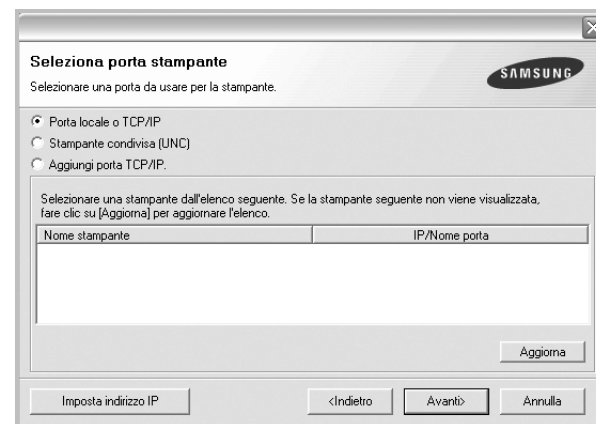 Seleziona porta stampante
Selezionare una porta da usare per la stampante.
SAMSUNG
Porta locale o TCP/IP
Stampante condivisa (UNC)
Aggiungi porta TCP/IP.
Selezionare una stampante dall'elenco seguente. Se la stampante seguente non viene visualizzata,
fare clic su [Aggiorna] per aggiornare l'elenco.
Nome stampante IP/Nome porta
Aggiorna
Imposta indirizzo IP <Indietro Avanti> Annulla